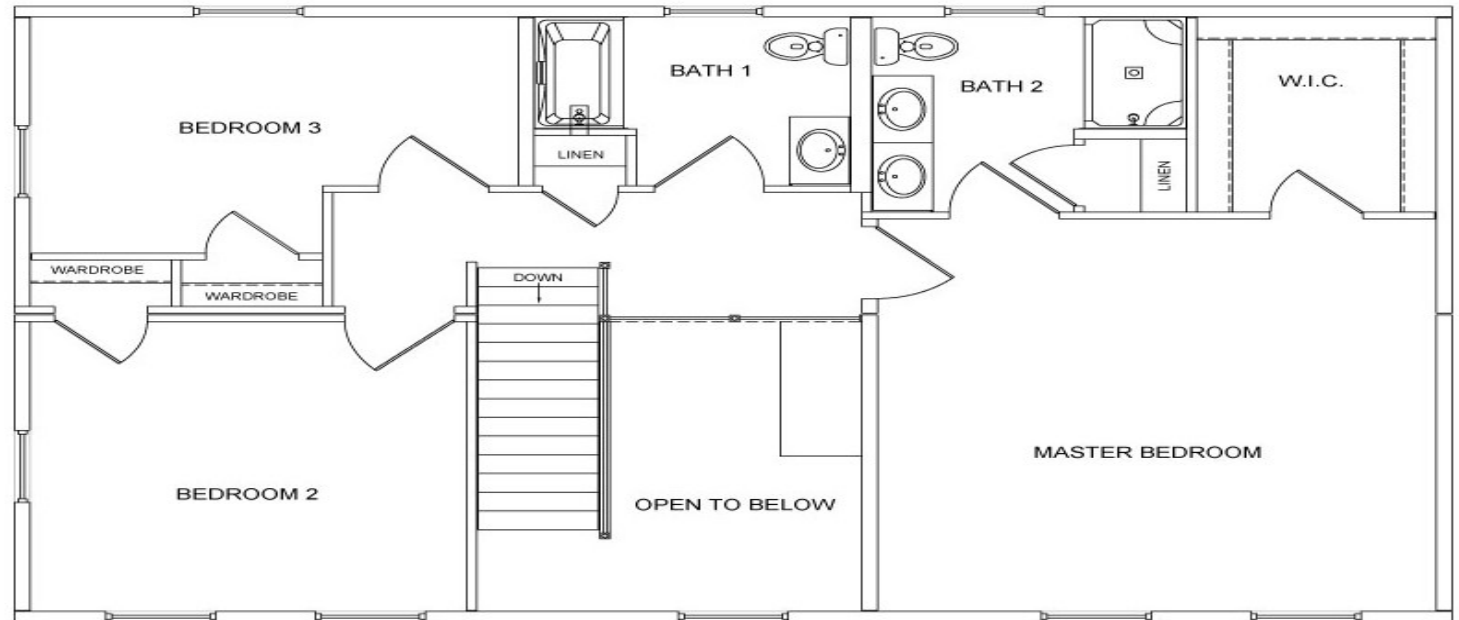 BATH 1
W.I.C.
BATH 2
BEDROOM 3
LINEN
LINEN
WARDROBE
DOWN
WARDROBE
MASTER BEDROOM
BEDROOM 2
OPEN TO BELOW